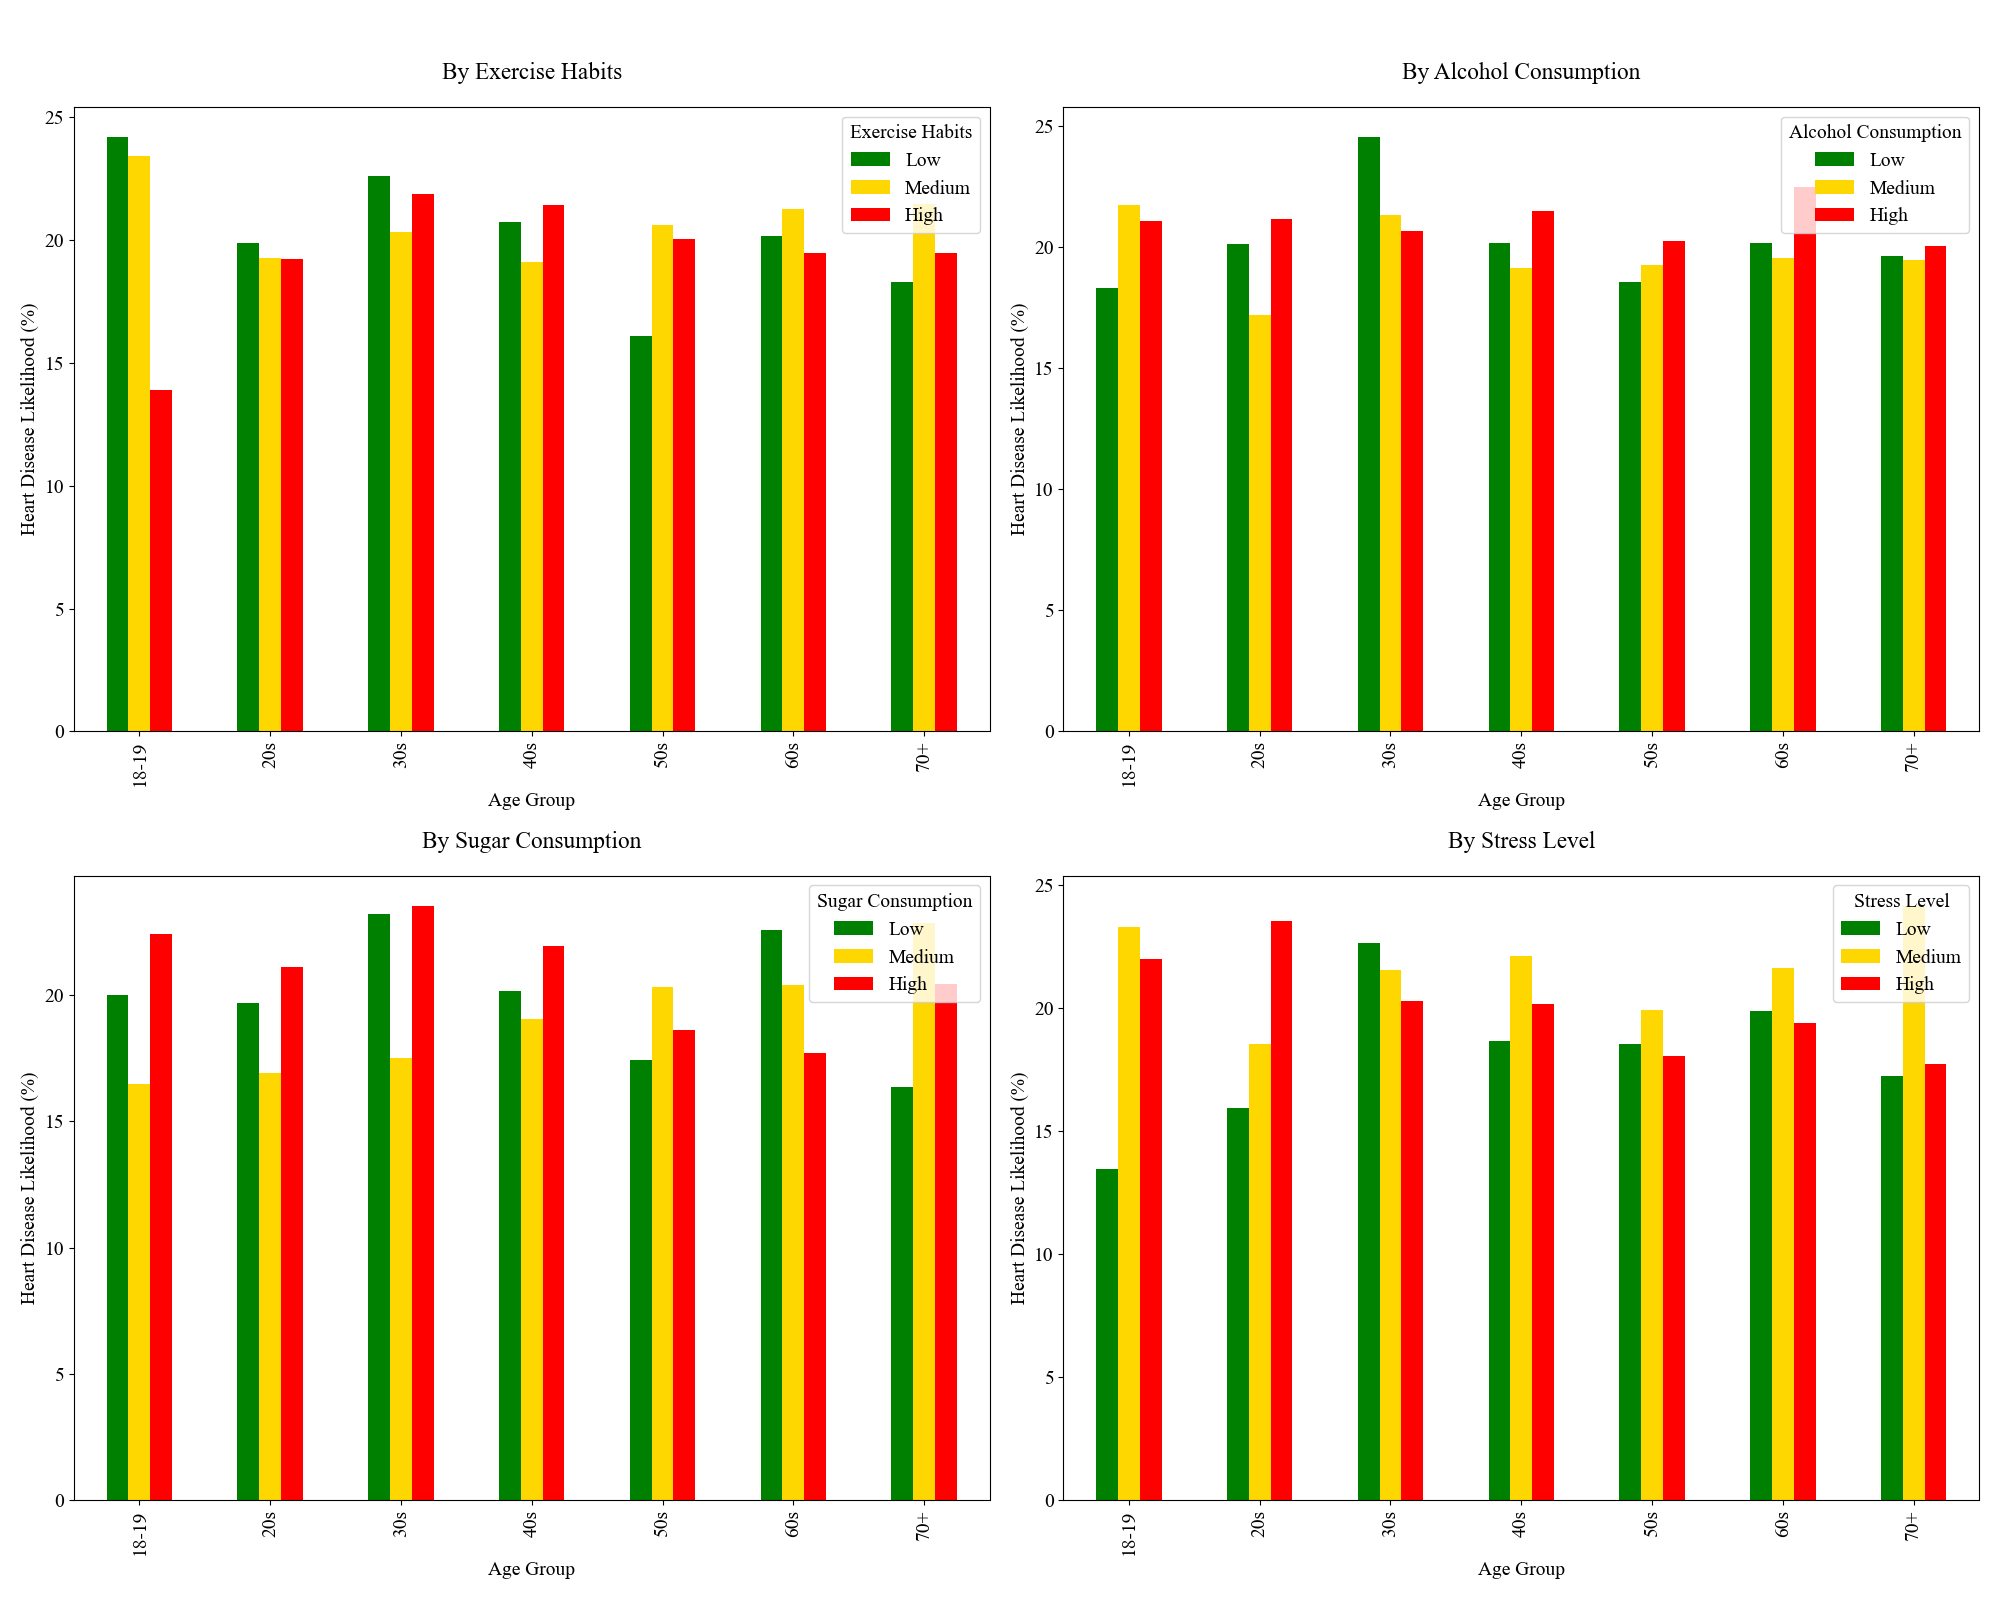 By Exercise Habits
25
20
15
10
5
0
Heart Disease Likelihood (%)
Exercise Habits
Low
Medium
High
18-19
20s
30s
40s
50s
60s
70+
Age Group
By Alcohol Consumption
25
20
15
10
5
0
Heart Disease Likelihood (%)
Alcohol Consumption
Low
Medium
High
18-19
20s
30s
40s
50s
60s
70+
Age Group
By Sugar Consumption
20
15
10
5
0
Heart Disease Likelihood (%)
Sugar Consumption
Low
Medium
High
18-19
20s
30s
40s
50s
60s
70+
Age Group
By Stress Level
25
20
15
10
5
0
Heart Disease Likelihood (%)
Stress Level
Low
Medium
High
18-19
20s
30s
40s
50s
60s
70+
Age Group